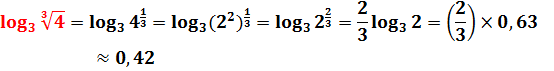 log₃ ∛4 = log₃ 4^(1/3) = log₃(2²)^(1/3) = log₃ 2^(2/3) = 2/3 log₃ 2 = (2/3) × 0,63
≈ 0,42